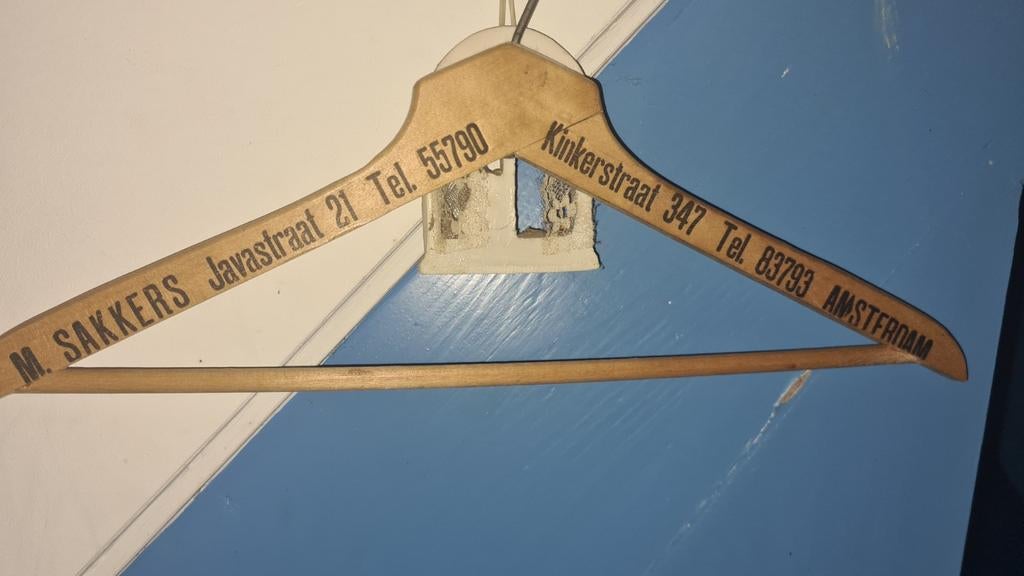 M. SAKKERS Javastraat 21 Tel. 55790
Kinkerstraat 347 Tel. 83793 AMSTERDAM